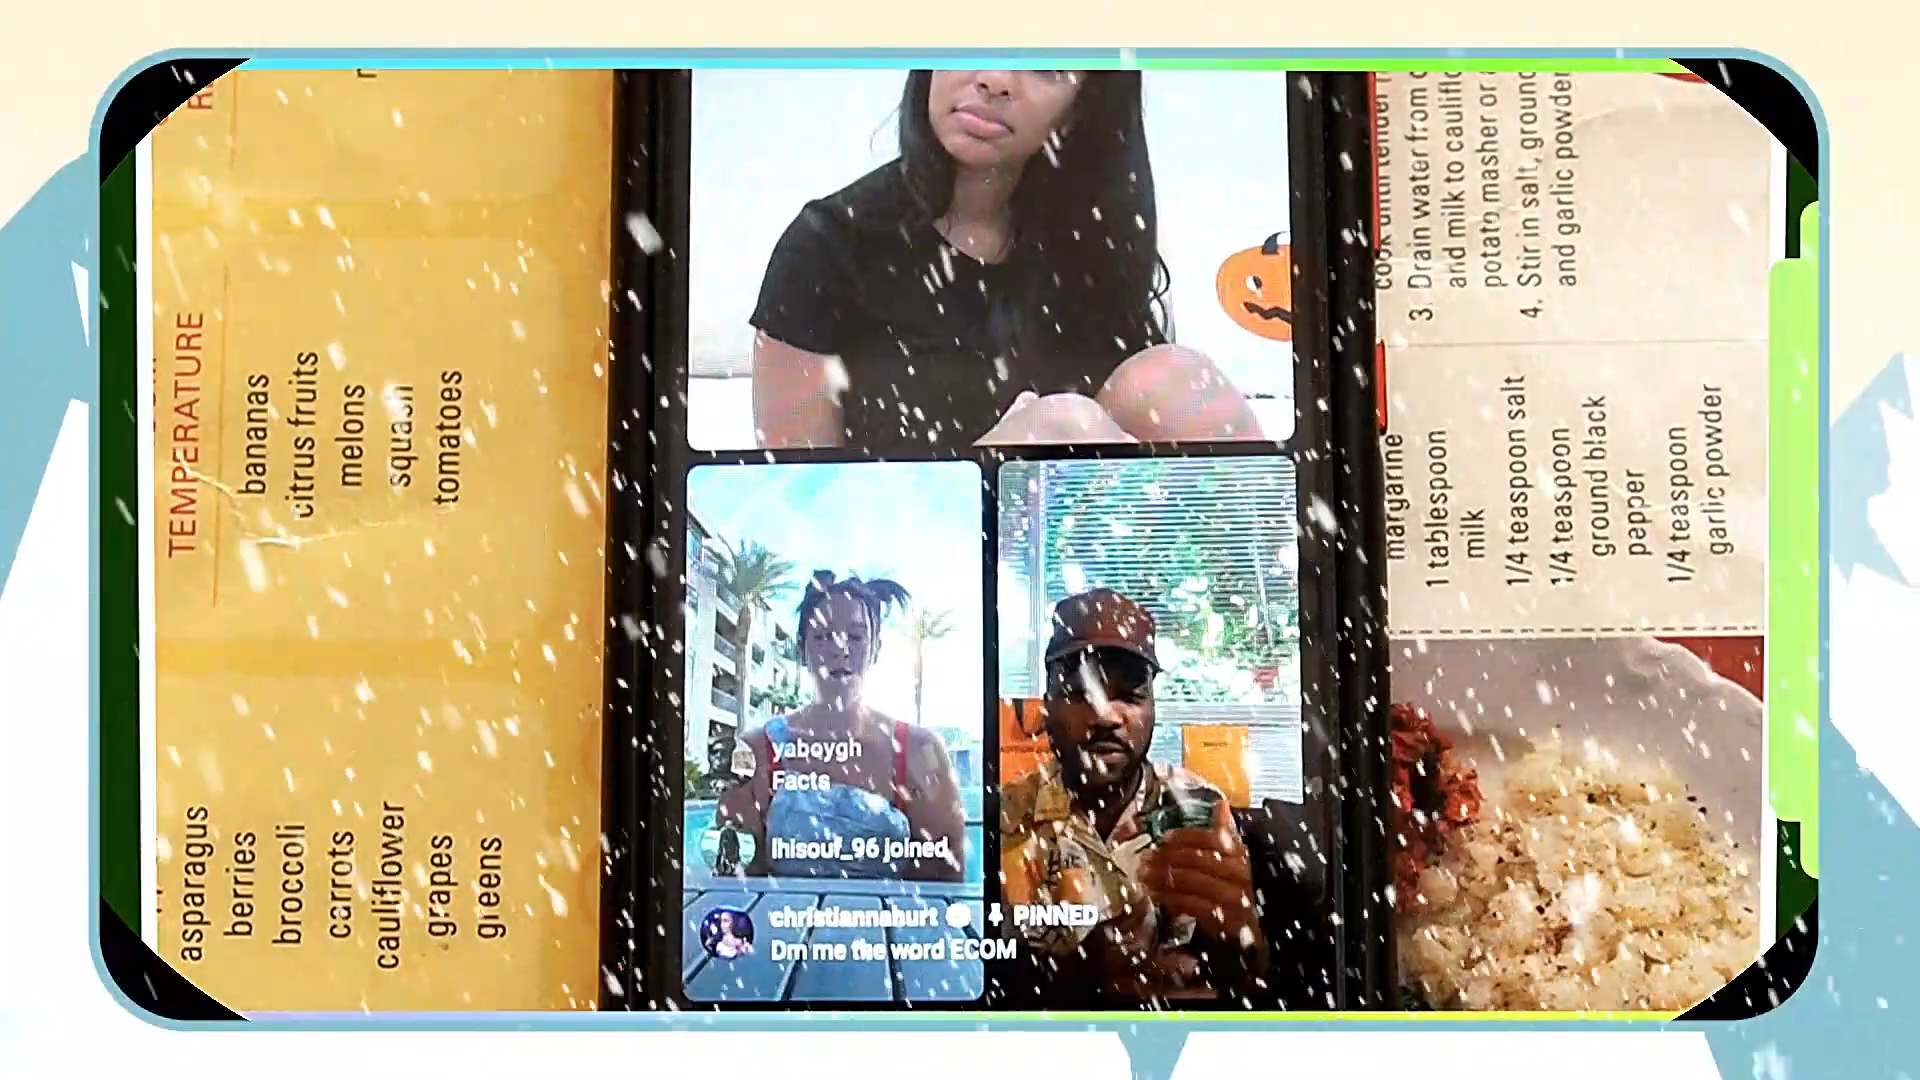 TEMPERATURE
bananas
citrus fruits
melons
squash
tomatoes
asparagus
berries
broccoli
carrots
cauliflower
grapes
greens
yaboygh
Facts
lhisouf_96 joined
christiannahurt PINNED
Dm me the word ECOM
3. Drain water from
and milk to
potato masher or
4. Stir in salt,
and garlic powder
margarine
1 tablespoon
milk
1/4 teaspoon salt
1/4 teaspoon
ground black
pepper
1/4 teaspoon
garlic powder